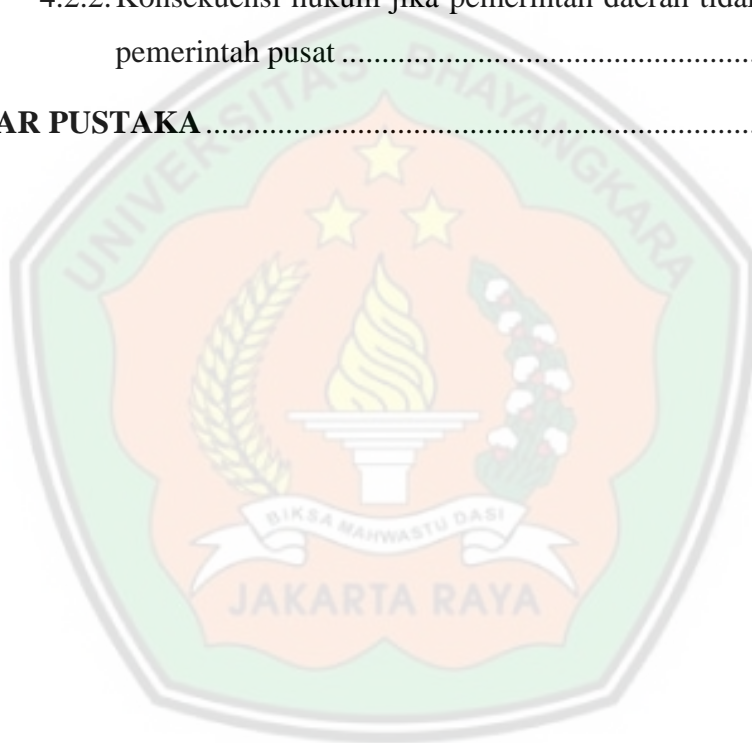 4.2.2. Konsekuensi hukum jika pemerintah daerah tidak
pemerintah pusat ..................................................
AR PUSTAKA ......................................................................
UNIVERSITAS BHAYANGKARA
BIKSA MAHWASTU DASI
JAKARTA RAYA